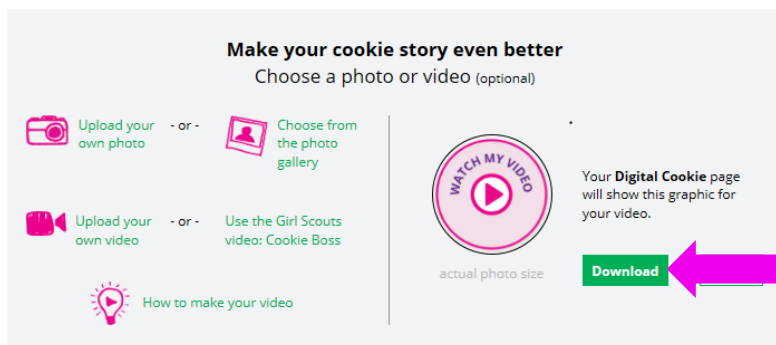 Make your cookie story even better
Choose a photo or video (optional)
Upload your own photo
- or -
Choose from the photo gallery
Upload your own video
- or -
Use the Girl Scouts video: Cookie Boss
How to make your video
WATCH MY VIDEO
actual photo size
Your Digital Cookie page
will show this graphic for
your video.
Download